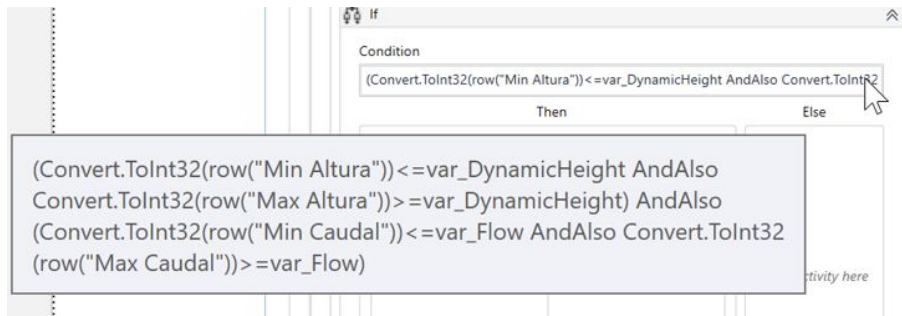 If
Condition
(Convert.ToInt32(row("Min Altura"))<=var_DynamicHeight AndAlso Convert.ToInt32
Then Else
(Convert.ToInt32(row("Min Altura"))<=var_DynamicHeight AndAlso
Convert.ToInt32(row("Max Altura"))>=var_DynamicHeight) AndAlso
(Convert.ToInt32(row("Min Caudal"))<=var_Flow AndAlso Convert.ToInt32
(row("Max Caudal"))>=var_Flow)
ctivity here